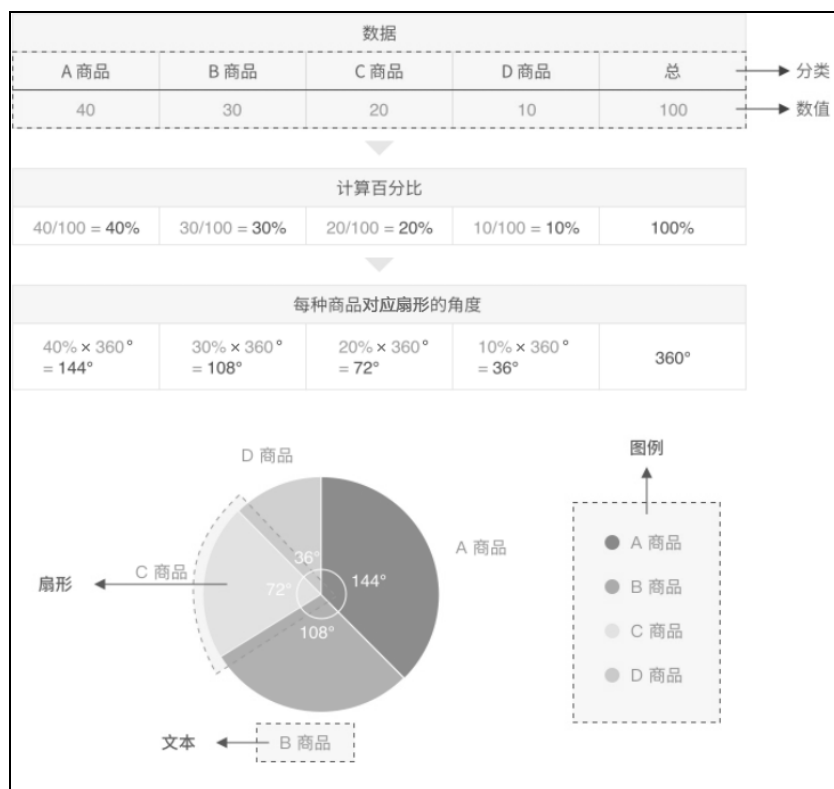 数据
A 商品 B 商品 C 商品 D 商品 总 分类
40 30 20 10 100 数值
计算百分比
40/100 = 40% 30/100 = 30% 20/100 = 20% 10/100 = 10% 100%
每种商品对应扇形的角度
40% × 360° 30% × 360° 20% × 360° 10% × 360° 360°
= 144° = 108° = 72° = 36°
D 商品 图例
A 商品
A 商品
36°
扇形 C 商品 72° 144° B 商品
108° C 商品
D 商品
文本 B 商品